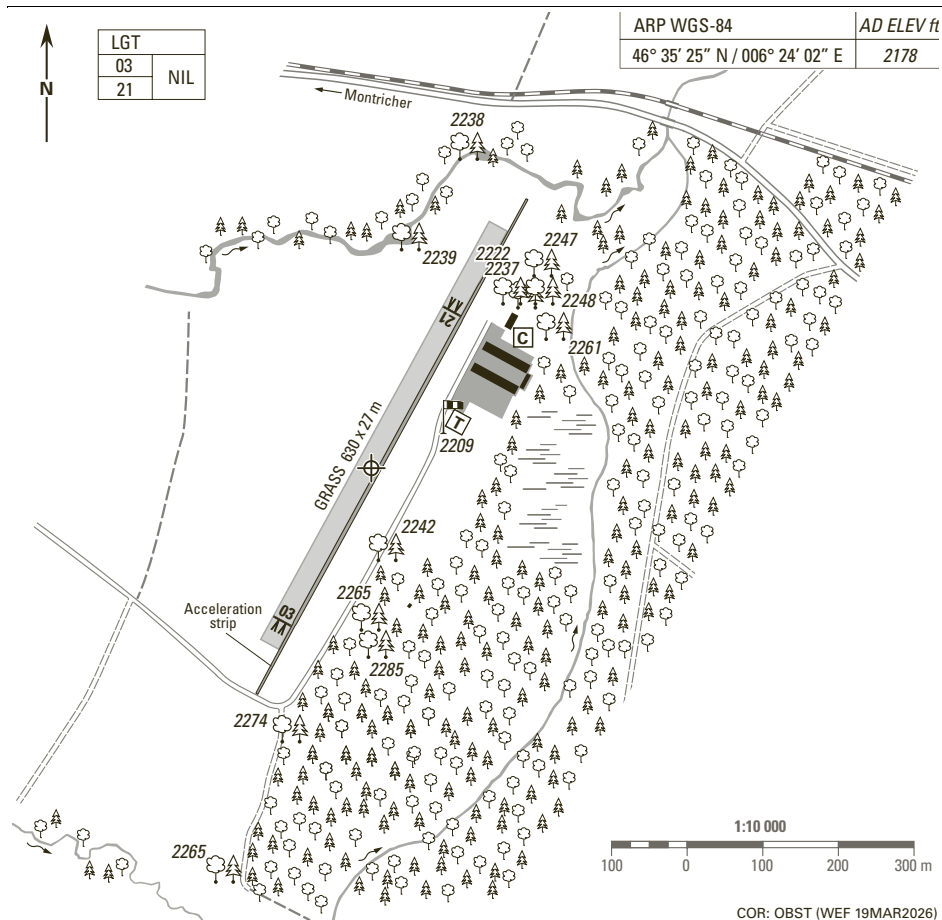 ARP WGS-84
AD ELEV ft
46° 35' 25" N / 006° 24' 02" E
2178
LGT
03
21
NIL
N
Montricher
2238
2239
2222
2247
2237
2248
2261
21
C
T
2209
GRASS 630 x 27 m
2242
2265
2285
Acceleration
strip
03
2274
2265
1:10 000
100 0 100 200 300 m
COR: OBST (WEF 19MAR2026)